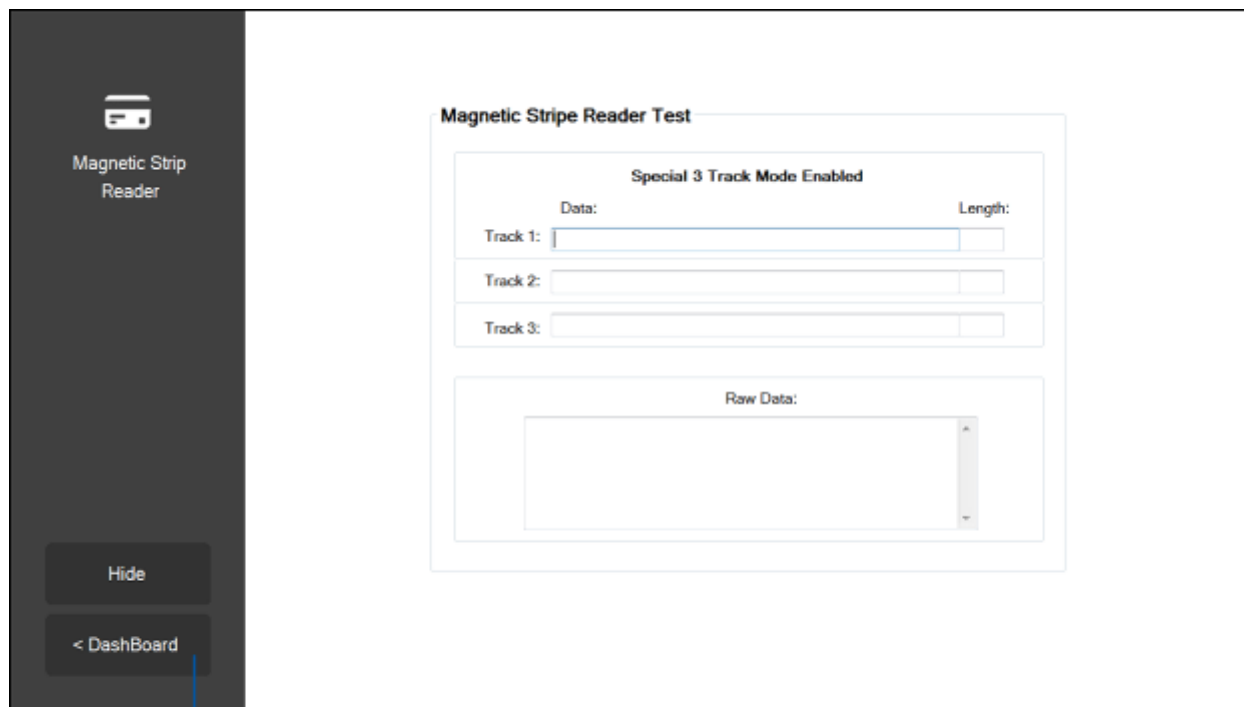 Magnetic Strip
Reader
Hide
< DashBoard
Magnetic Stripe Reader Test
Special 3 Track Mode Enabled
Data: Length:
Track 1:
Track 2:
Track 3:
Raw Data: